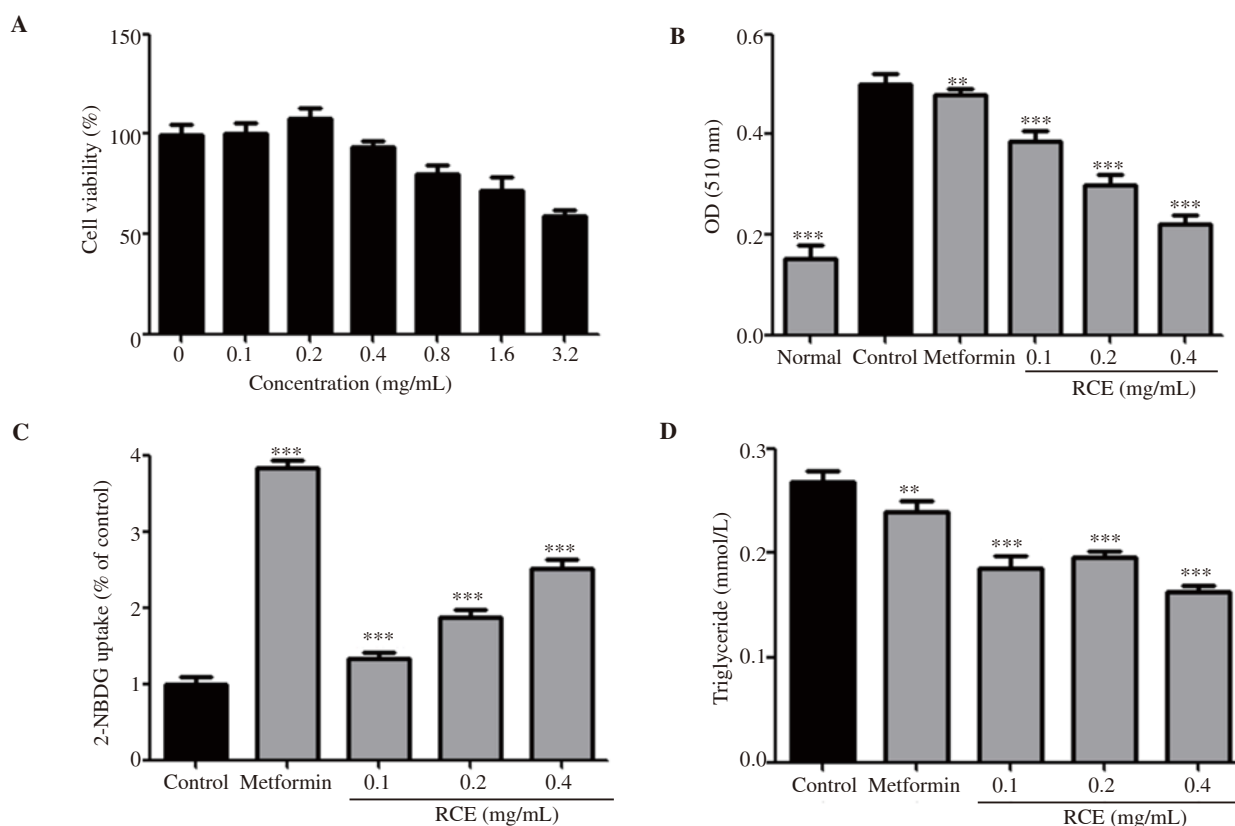 A
150
100
50
0
Cell viability (%)
0 0.1 0.2 0.4 0.8 1.6 3.2
Concentration (mg/mL)
B
0.6
0.4
0.2
0.0
OD (510 nm)
*** ** *** *** ***
Normal Control Metformin 0.1 0.2 0.4
RCE (mg/mL)
C
4
3
2
1
0
2-NBDG uptake (% of control)
*** *** *** ***
Control Metformin 0.1 0.2 0.4
RCE (mg/mL)
D
0.3
0.2
0.1
0.0
Triglyceride (mmol/L)
** *** *** ***
Control Metformin 0.1 0.2 0.4
RCE (mg/mL)